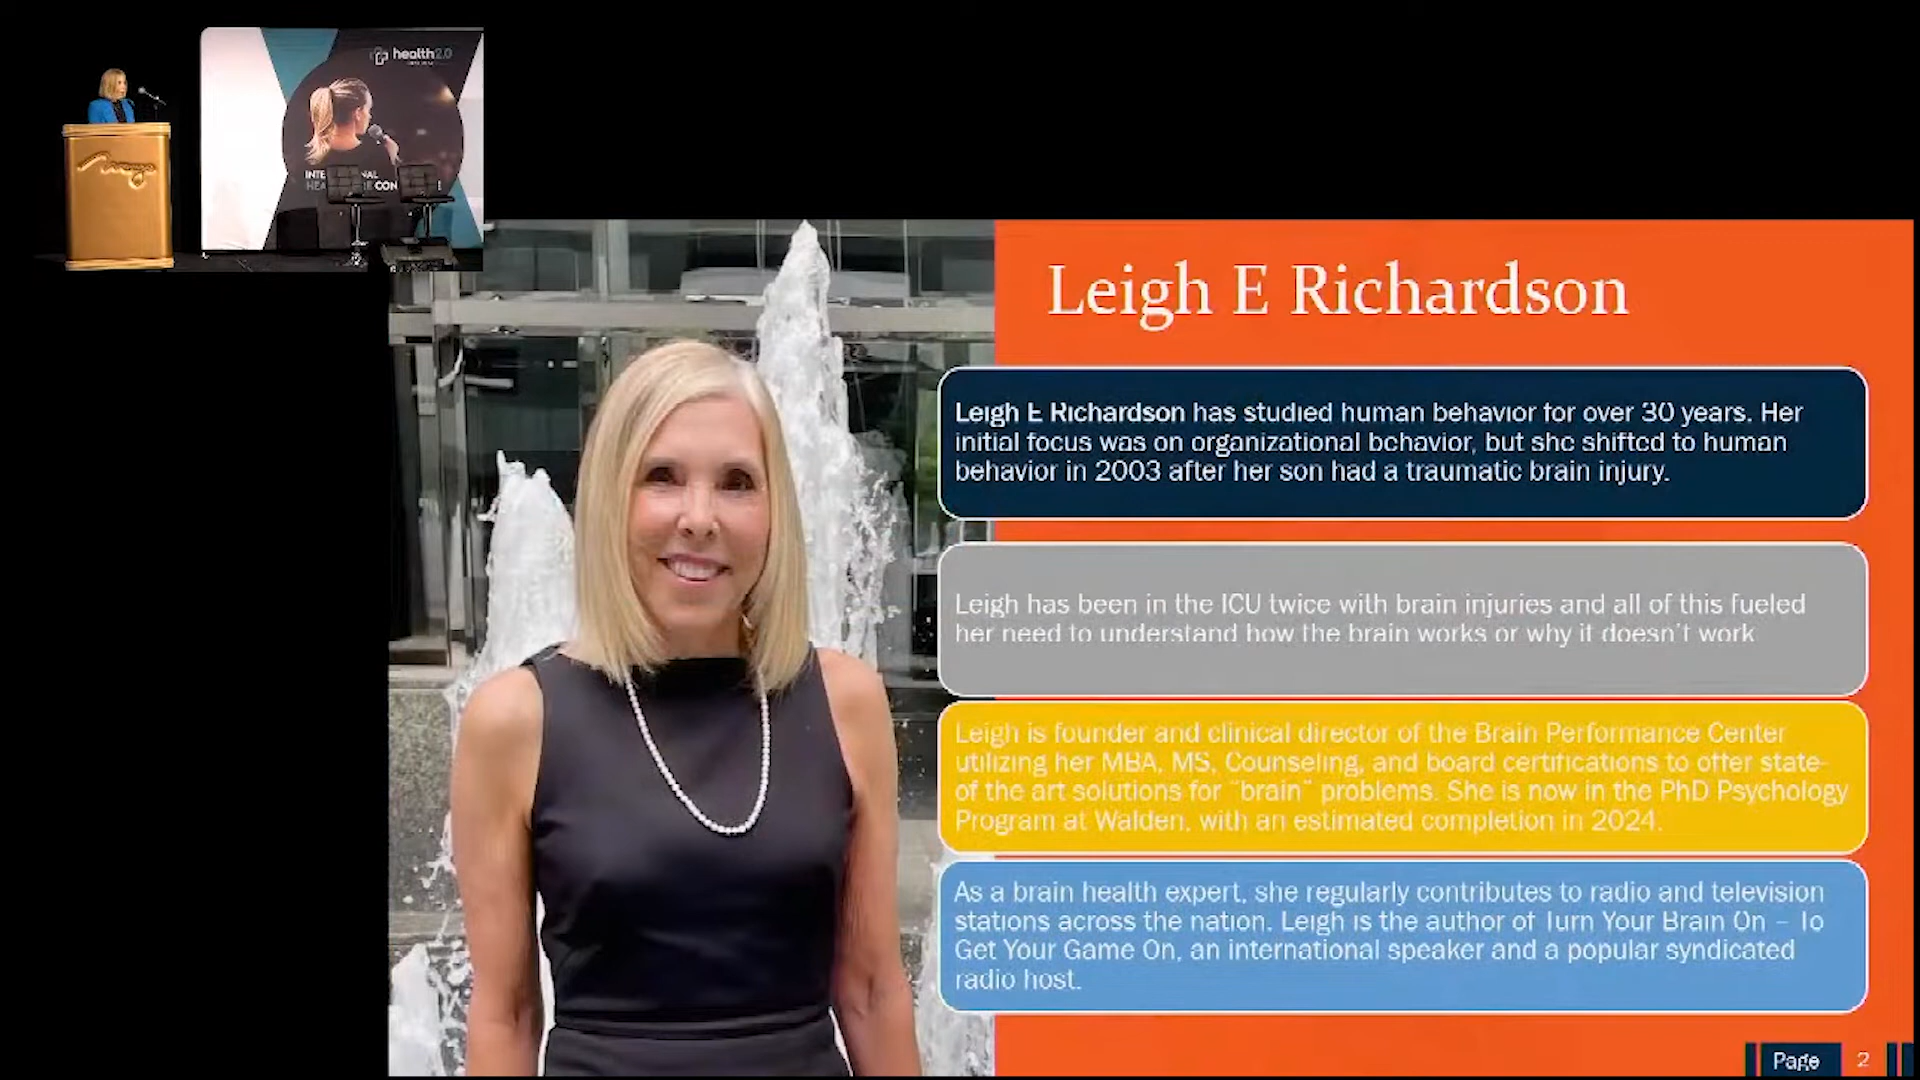 health2.0
Leigh E Richardson
Leigh E Richardson has studied human behavior for over 30 years. Her
initial focus was on organizational behavior, but she shifted to human
behavior in 2003 after her son had a traumatic brain injury.
Leigh has been in the ICU twice with brain injuries and all of this fueled
her need to understand how the brain works or why it doesn't work
Leigh is founder and clinical director of the Brain Performance Center
utilizing her MBA, MS, Counseling, and board certifications to offer state-
of the art solutions for "brain" problems. She is now in the PhD Psychology
Program at Walden, with an estimated completion in 2024.
As a brain health expert, she regularly contributes to radio and television
stations across the nation. Leigh is the author of Turn Your Brain On – To
Get Your Game On, an international speaker and a popular syndicated
radio host.
Page 2